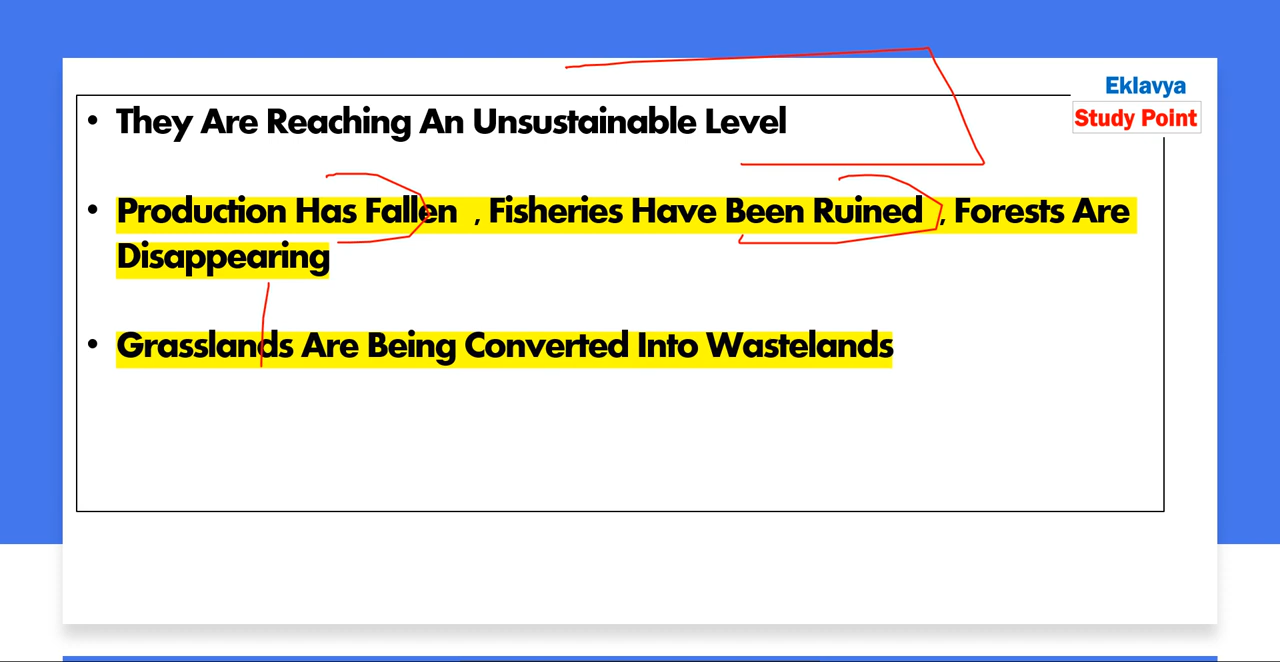 Eklavya
Study Point
• They Are Reaching An Unsustainable Level
• Production Has Fallen , Fisheries Have Been Ruined , Forests Are
Disappearing
• Grasslands Are Being Converted Into Wastelands